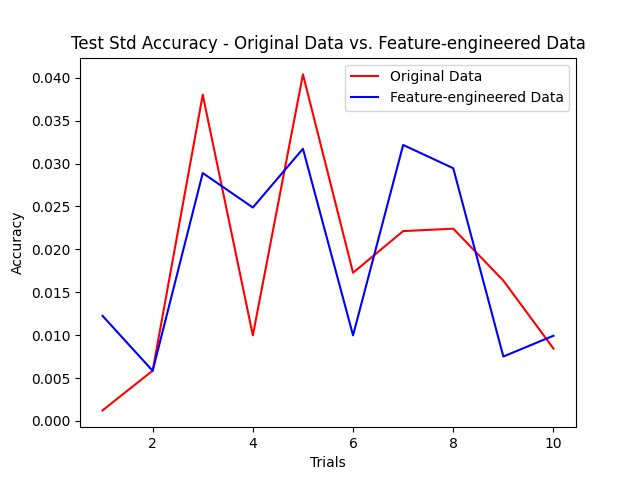 Test Std Accuracy - Original Data vs. Feature-engineered Data
Original Data
Feature-engineered Data
Accuracy
0.040
0.035
0.030
0.025
0.020
0.015
0.010
0.005
0.000
2 4 6 8 10
Trials